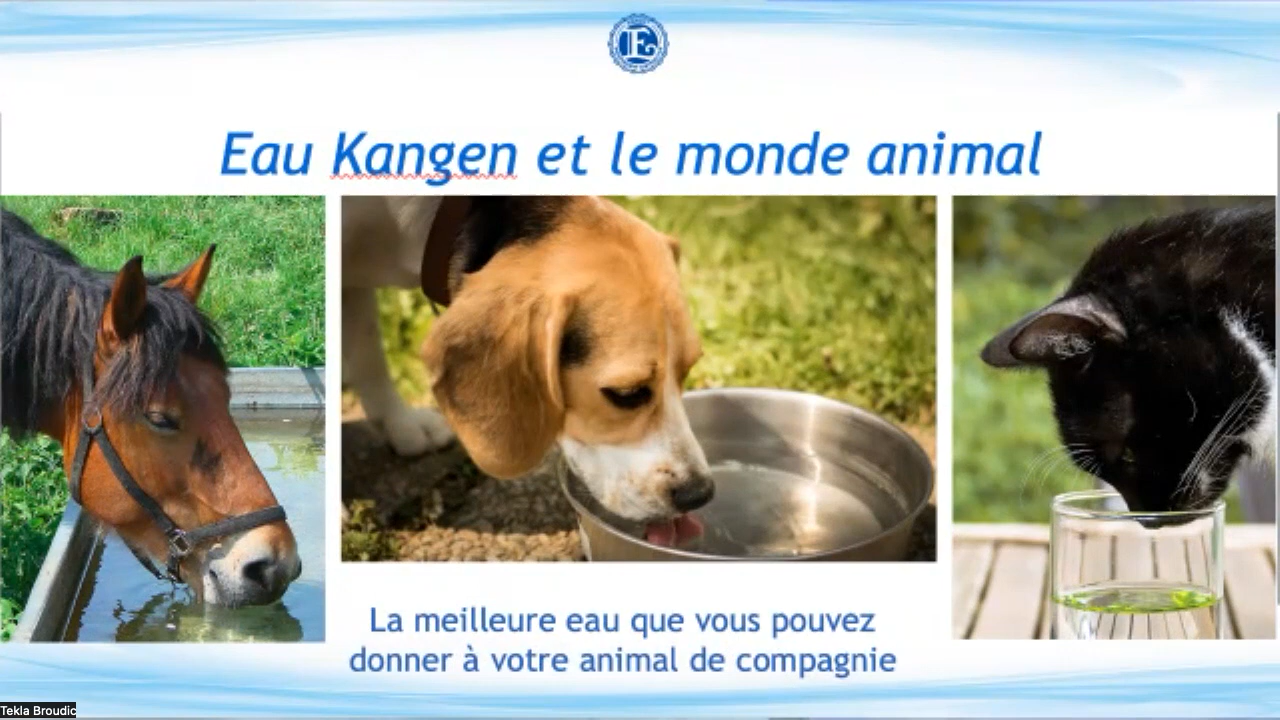 E
Eau Kangen et le monde animal
La meilleure eau que vous pouvez
donner à votre animal de compagnie
Tekla Broudic